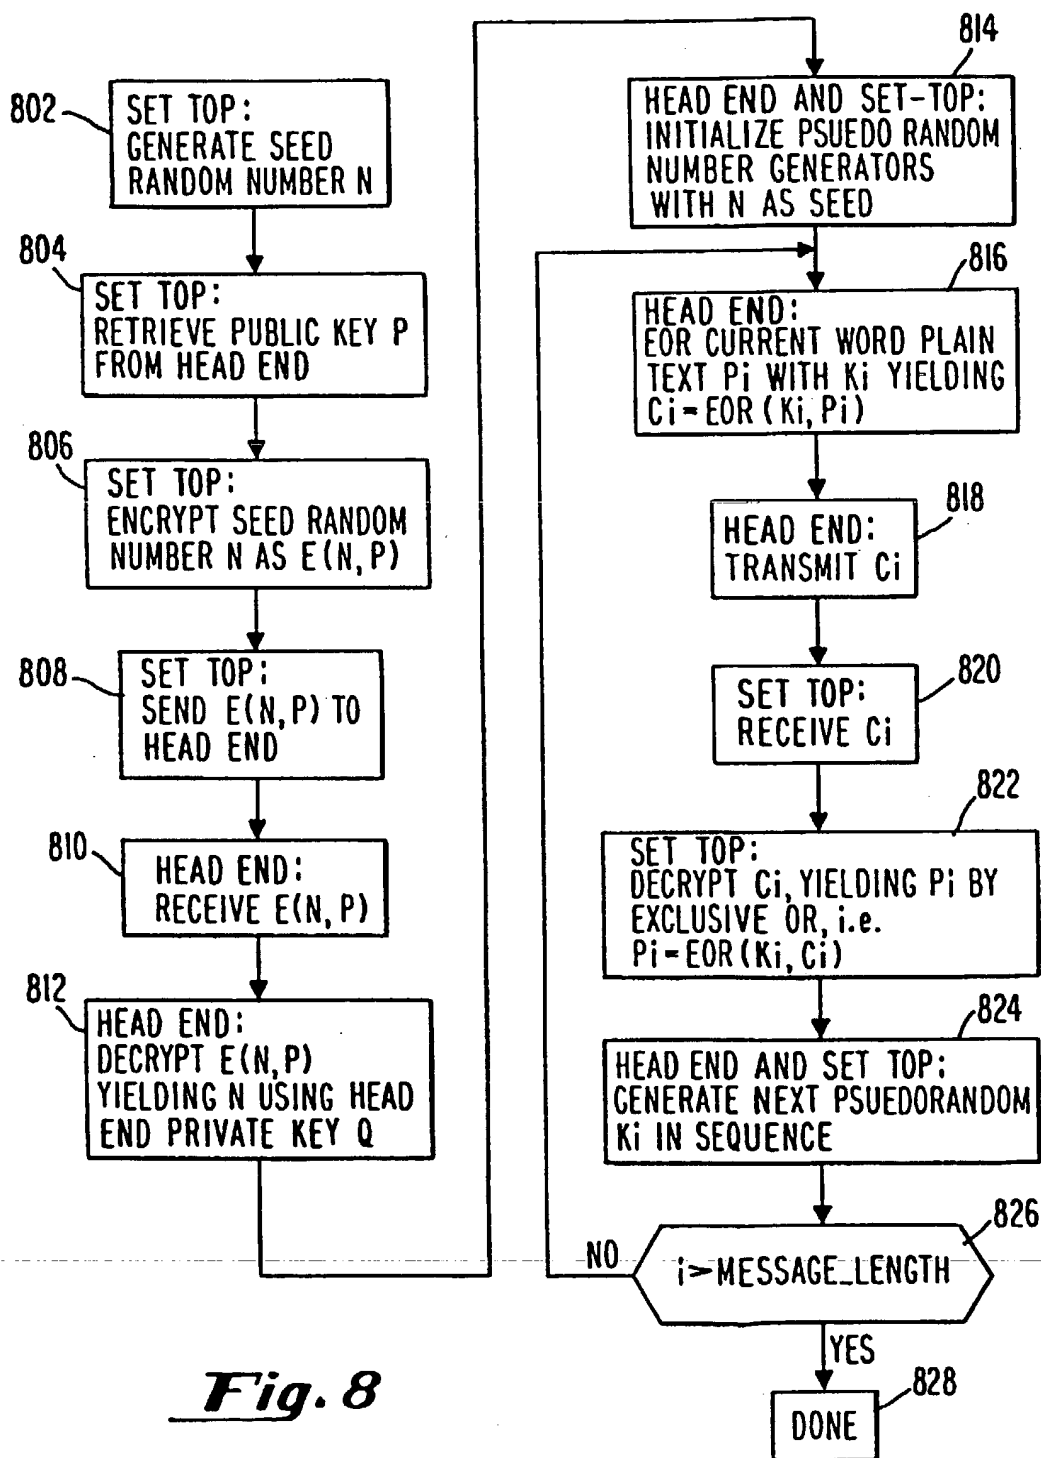 802
SET TOP:
GENERATE SEED
RANDOM NUMBER N
804
SET TOP:
RETRIEVE PUBLIC KEY P
FROM HEAD END
806
SET TOP:
ENCRYPT SEED RANDOM
NUMBER N AS E(N,P)
808
SET TOP:
SEND E(N,P) TO
HEAD END
810
HEAD END:
RECEIVE E(N,P)
812
HEAD END:
DECRYPT E(N,P)
YIELDING N USING HEAD
END PRIVATE KEY Q
814
HEAD END AND SET-TOP:
INITIALIZE PSUEDO RANDOM
NUMBER GENERATORS
WITH N AS SEED
816
HEAD END:
EOR CURRENT WORD PLAIN
TEXT Pi WITH Ki YIELDING
Ci=EOR(Ki,Pi)
818
HEAD END:
TRANSMIT Ci
820
SET TOP:
RECEIVE Ci
822
SET TOP:
DECRYPT Ci, YIELDING Pi BY
EXCLUSIVE OR, i.e.
Pi=EOR(Ki,Ci)
824
HEAD END AND SET TOP:
GENERATE NEXT PSUEDORANDOM
Ki IN SEQUENCE
826
NO
i>MESSAGE_LENGTH
YES
828
DONE
Fig. 8